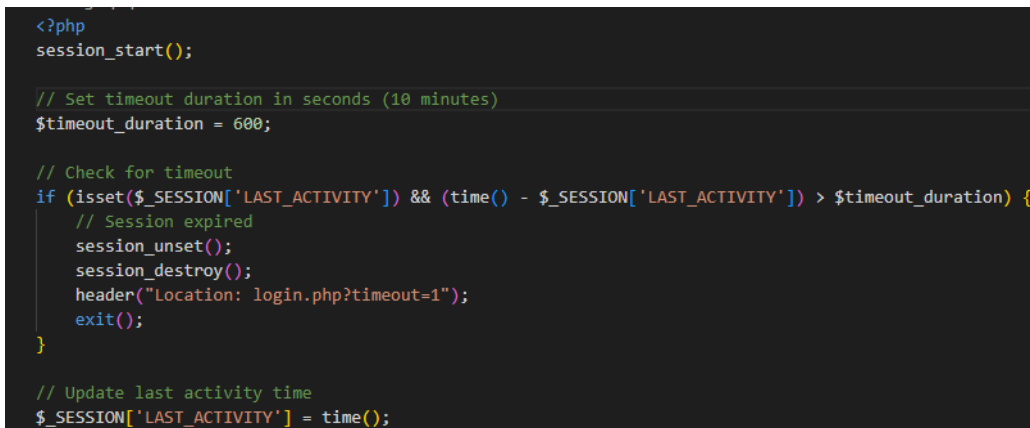 <?php
session_start();
// Set timeout duration in seconds (10 minutes)
$timeout_duration = 600;
// Check for timeout
if (isset($_SESSION['LAST_ACTIVITY']) && (time() - $_SESSION['LAST_ACTIVITY']) > $timeout_duration) {
// Session expired
session_unset();
session_destroy();
header("Location: login.php?timeout=1");
exit();
}
// Update last activity time
$_SESSION['LAST_ACTIVITY'] = time();